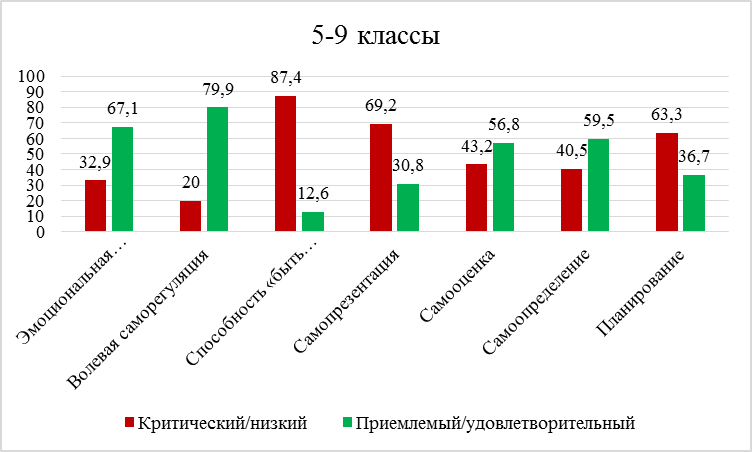 5-9 классы
100
90
80
70
60
50
40
30
20
10
0
32,9
67,1
20
79,9
87,4
12,6
69,2
30,8
43,2
56,8
40,5
59,5
63,3
36,7
Эмоциональная…
Волевая саморегуляция
Способность «быть…
Самопрезентация
Самооценка
Самоопределение
Планирование
Критический/низкий
Приемлемый/удовлетворительный